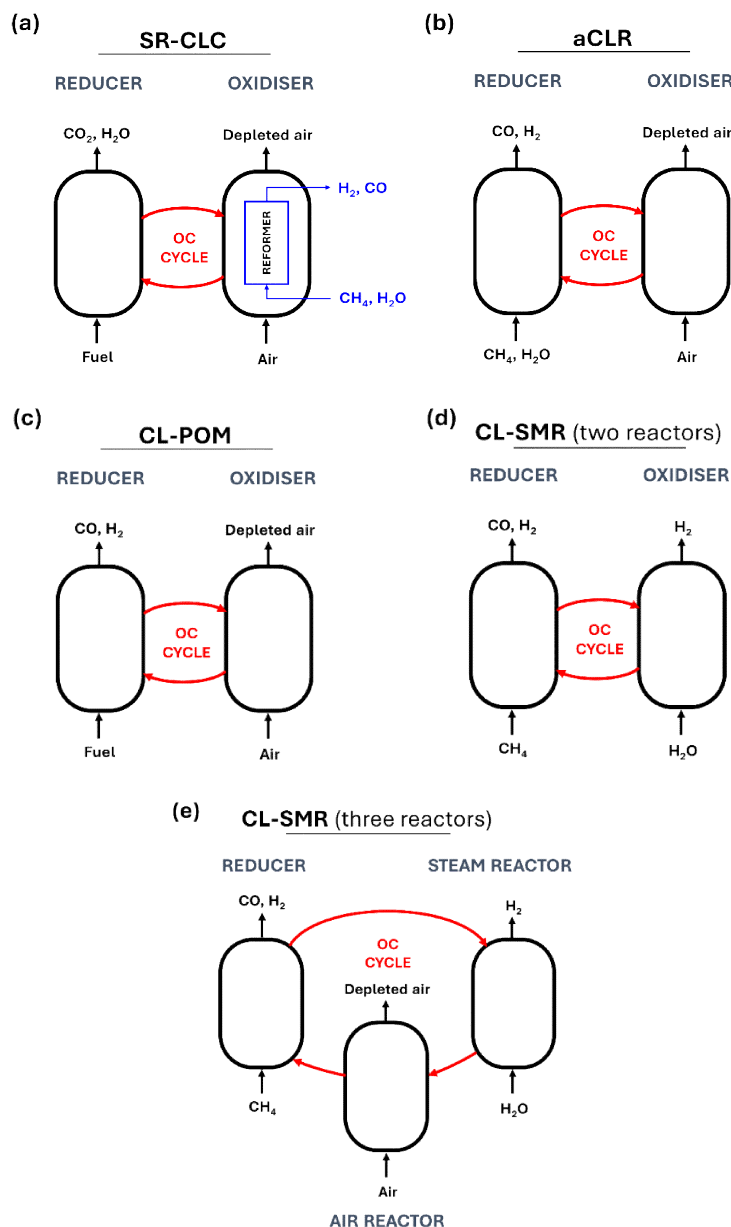 (a)
SR-CLC
REDUCER
OXIDISER
CO₂, H₂O
Depleted air
H₂, CO
OC
CYCLE
REFORMER
CH₄, H₂O
Fuel
Air
(b)
aCLR
REDUCER
OXIDISER
CO, H₂
Depleted air
OC
CYCLE
CH₄, H₂O
Air
(c)
CL-POM
REDUCER
OXIDISER
CO, H₂
Depleted air
OC
CYCLE
Fuel
Air
(d)
CL-SMR (two reactors)
REDUCER
OXIDISER
CO, H₂
H₂
OC
CYCLE
CH₄
H₂O
(e)
CL-SMR (three reactors)
REDUCER
STEAM REACTOR
CO, H₂
H₂
OC
CYCLE
Depleted air
CH₄
H₂O
Air
AIR REACTOR